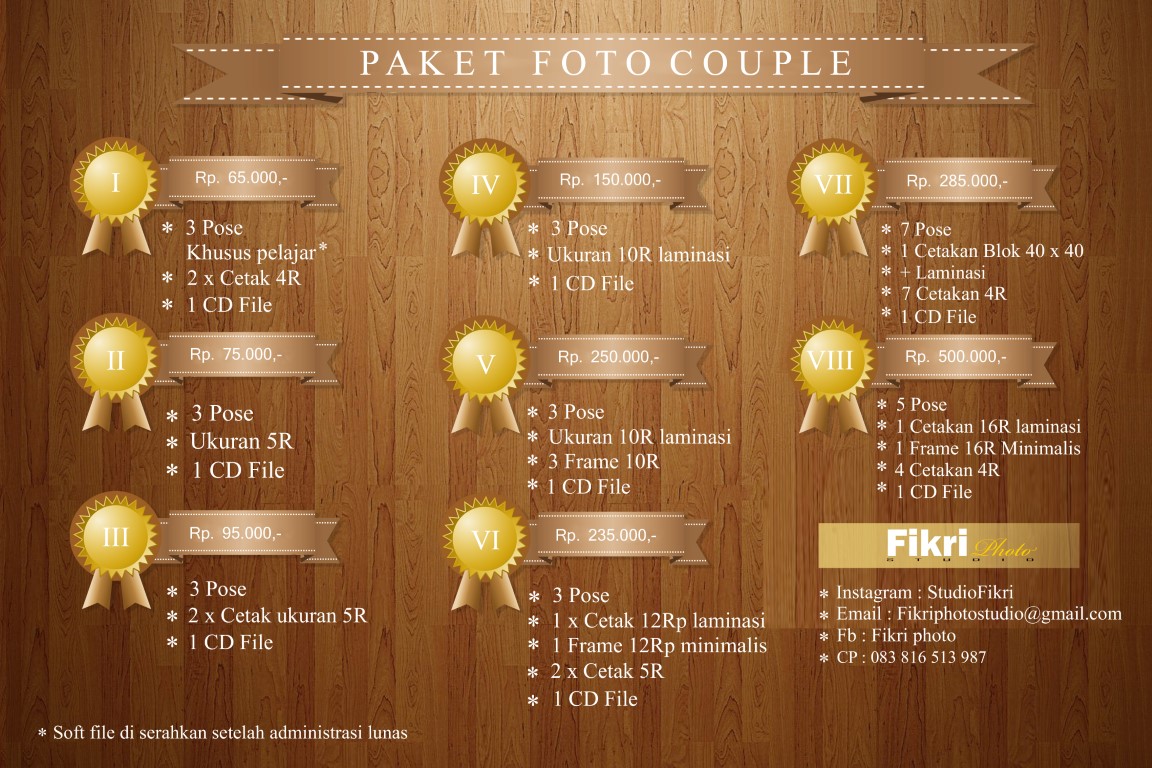 PAKET FOTO COUPLE
I
Rp. 65.000,-
* 3 Pose
Khusus pelajar*
* 2 x Cetak 4R
* 1 CD File
II
Rp. 75.000,-
* 3 Pose
* Ukuran 5R
* 1 CD File
III
Rp. 95.000,-
* 3 Pose
* 2 x Cetak ukuran 5R
* 1 CD File
IV
Rp. 150.000,-
* 3 Pose
* Ukuran 10R laminasi
* 1 CD File
V
Rp. 250.000,-
* 3 Pose
* Ukuran 10R laminasi
* 3 Frame 10R
* 1 CD File
VI
Rp. 235.000,-
* 3 Pose
* 1 x Cetak 12Rp laminasi
* 1 Frame 12Rp minimalis
* 2 x Cetak 5R
* 1 CD File
VII
Rp. 285.000,-
* 7 Pose
* 1 Cetakan Blok 40 x 40
* + Laminasi
* 7 Cetakan 4R
* 1 CD File
VIII
Rp. 500.000,-
* 5 Pose
* 1 Cetakan 16R laminasi
* 1 Frame 16R Minimalis
* 4 Cetakan 4R
* 1 CD File
Fikri Photo
STUDIO
* Instagram : StudioFikri
* Email : Fikriphotostudio@gmail.com
* Fb : Fikri photo
* CP : 083 816 513 987
* Soft file di serahkan setelah administrasi lunas